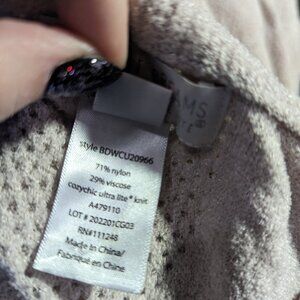 AMS
style BDWCU20966
71% nylon
29% viscose
cozychic ultra lite® knit
A479110
LOT # 202201CG03
RN#111248
Made in China/
Fabriqué en Chine